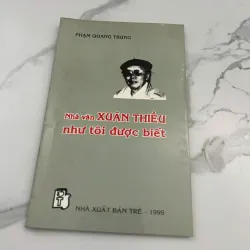 PHẠM QUANG TRUNG
Nhà văn XUÂN THIỀU
như tôi được biết
NHÀ XUẤT BẢN TRẺ - 1999